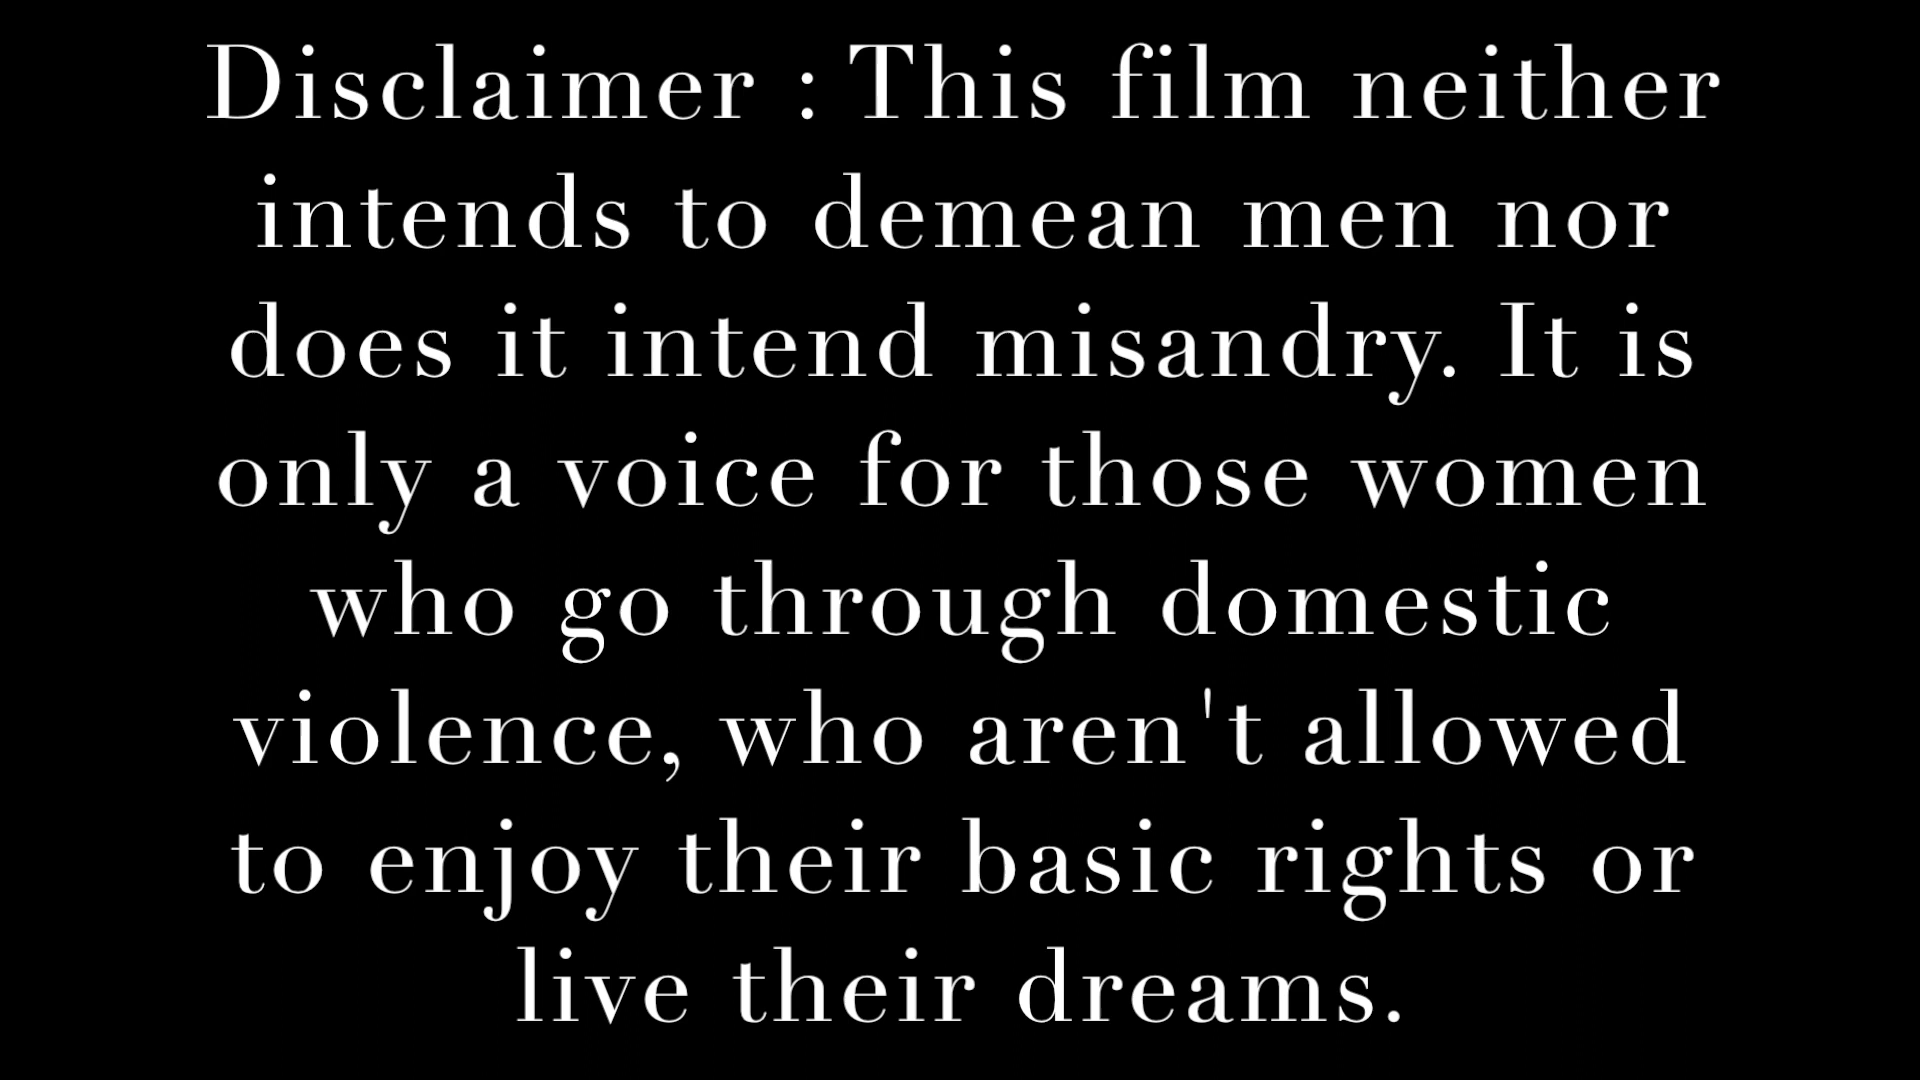 Disclaimer : This film neither
intends to demean men nor
does it intend misandry. It is
only a voice for those women
who go through domestic
violence, who aren't allowed
to enjoy their basic rights or
live their dreams.